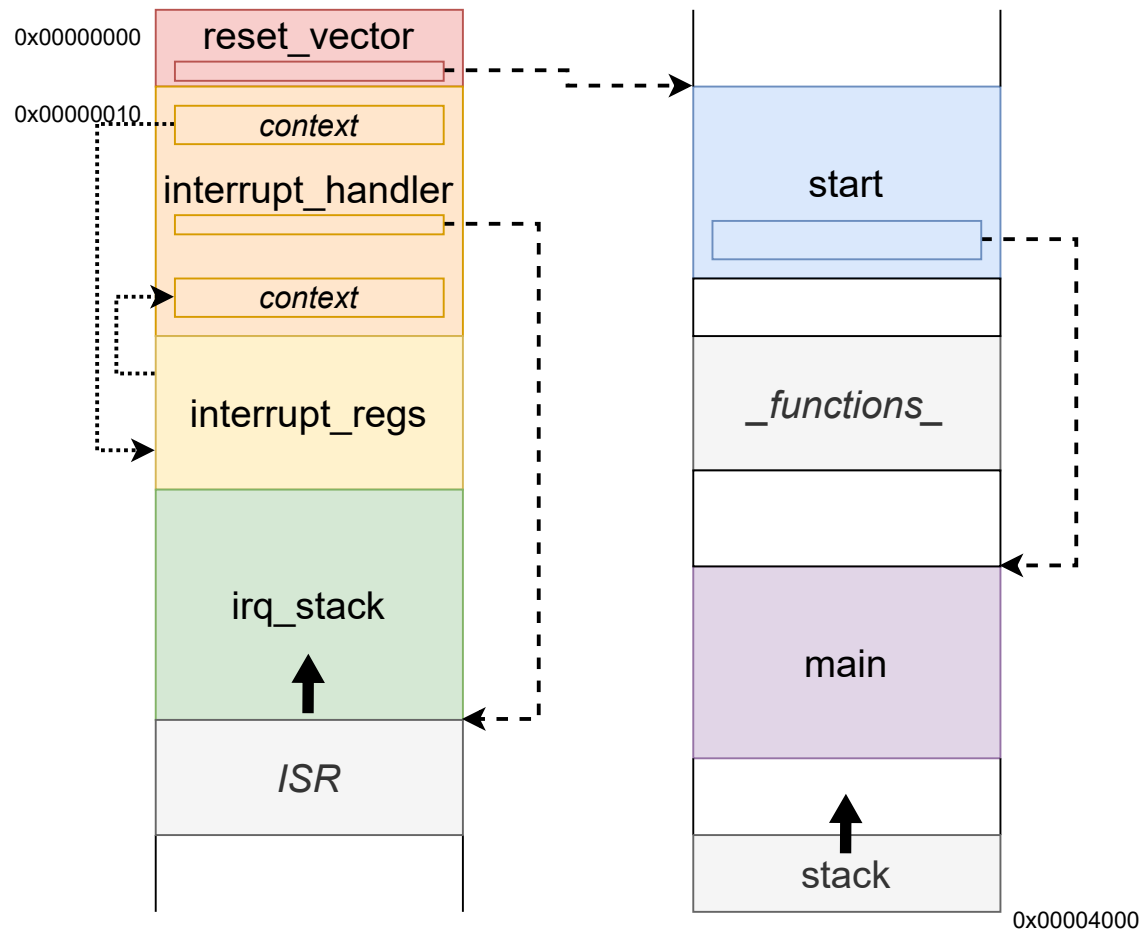 0x00000000
reset_vector
0x00000010
context
interrupt_handler
context
interrupt_regs
irq_stack
ISR
start
_functions_
main
stack
0x00004000